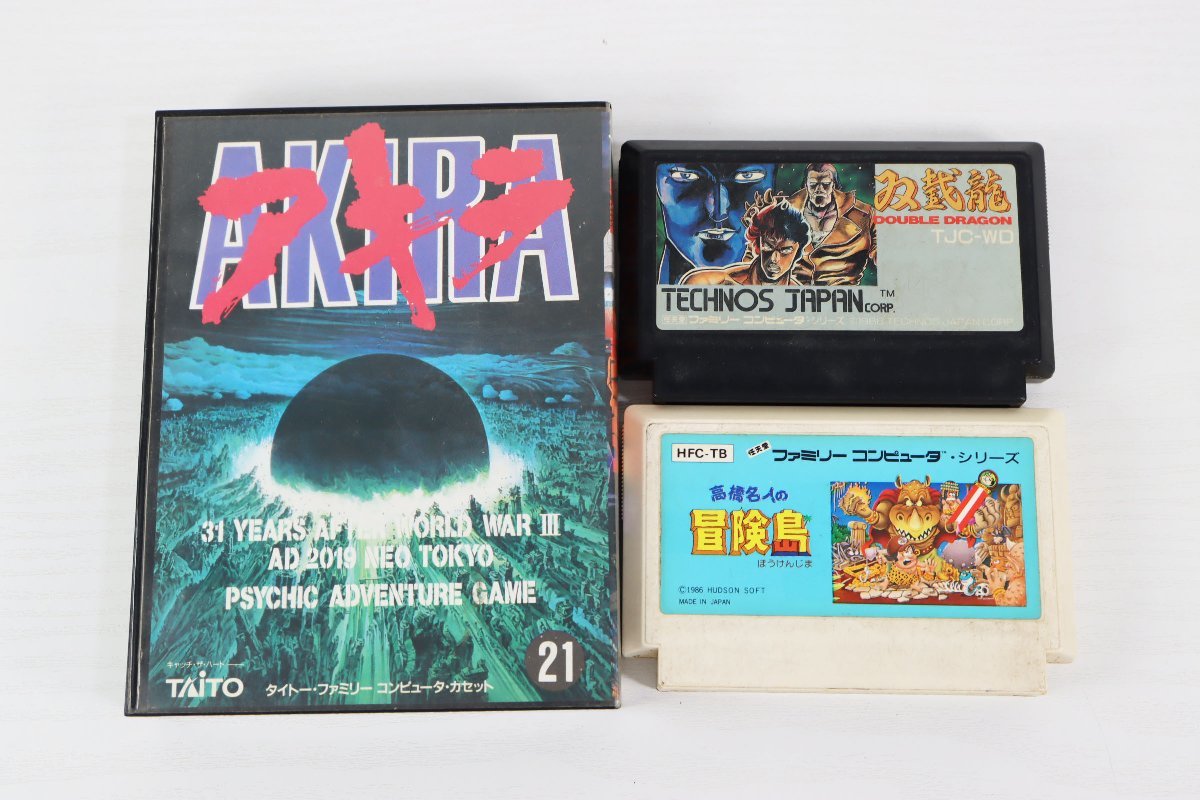 AKIRA
アキラ
31 YEARS AFTER WORLD WAR III
AD 2019 NEO TOKYO
PSYCHIC ADVENTURE GAME
キャッチ・ザ・ハート
TAITO
タイトー・ファミリー コンピュータ・カセット
21
双截龍
DOUBLE DRAGON
TJC-WD
TECHNOS JAPAN CORP. TM
任天堂 ファミリー コンピュータ・シリーズ TECHNOS JAPAN CORP.
HFC-TB
任天堂 ファミリー コンピュータ™・シリーズ
高橋名人の
冒険島
ぼうけんじま
©1986 HUDSON SOFT
MADE IN JAPAN